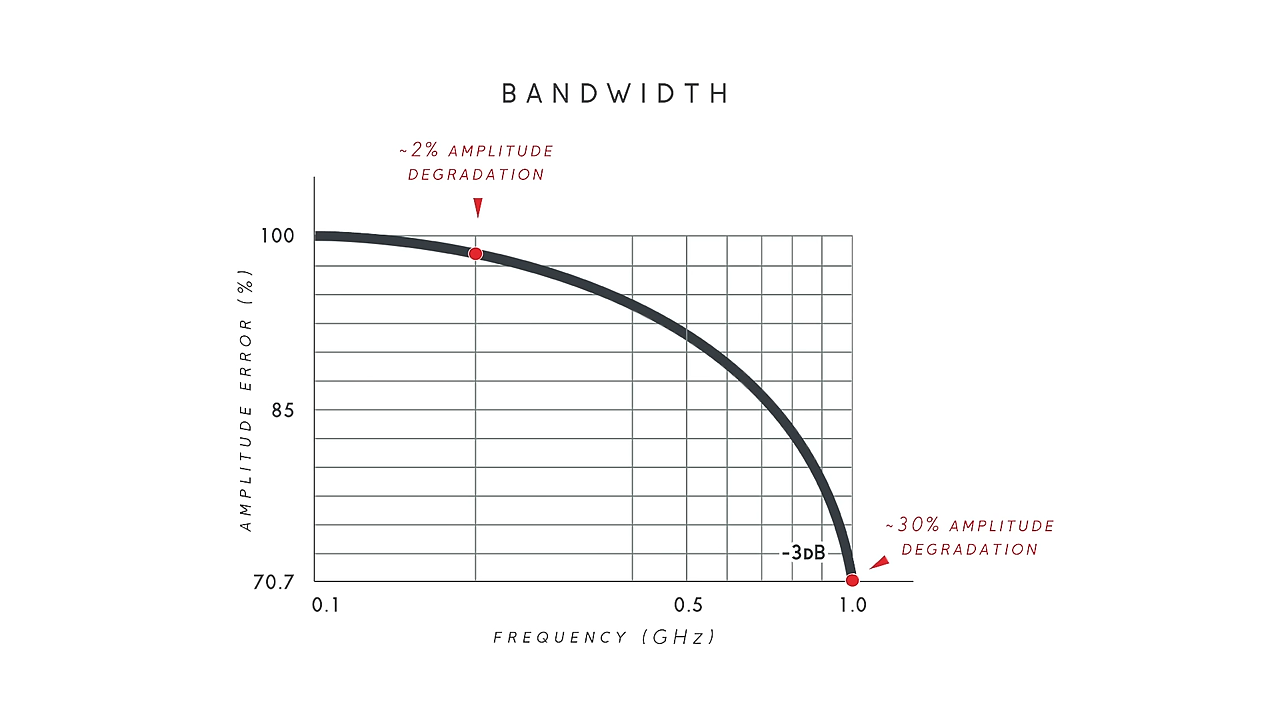 BANDWIDTH
~2% AMPLITUDE
DEGRADATION
100
85
70.7
AMPLITUDE ERROR (%)
-3DB
~30% AMPLITUDE
DEGRADATION
0.1
0.5
1.0
FREQUENCY (GHz)